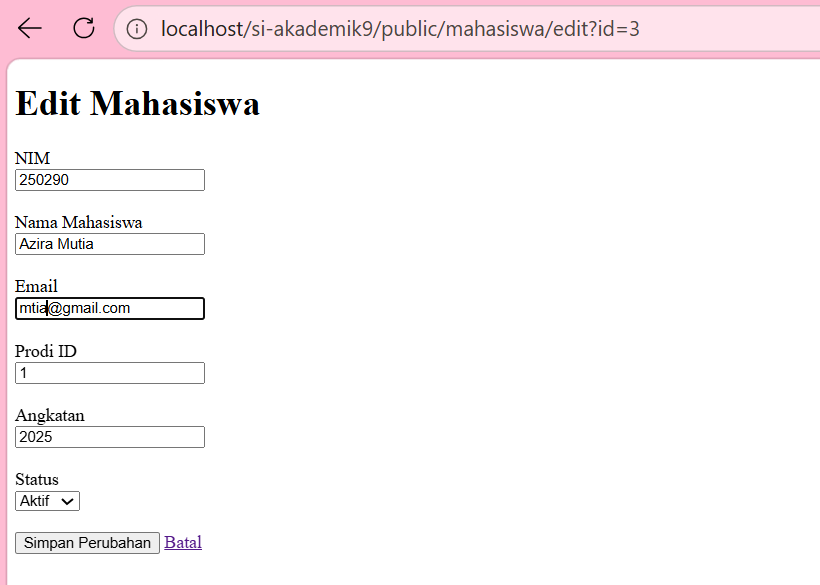 localhost/si-akademik9/public/mahasiswa/edit?id=3
Edit Mahasiswa
NIM
250290
Nama Mahasiswa
Azira Mutia
Email
mtia@gmail.com
Prodi ID
1
Angkatan
2025
Status
Aktif
Simpan Perubahan Batal